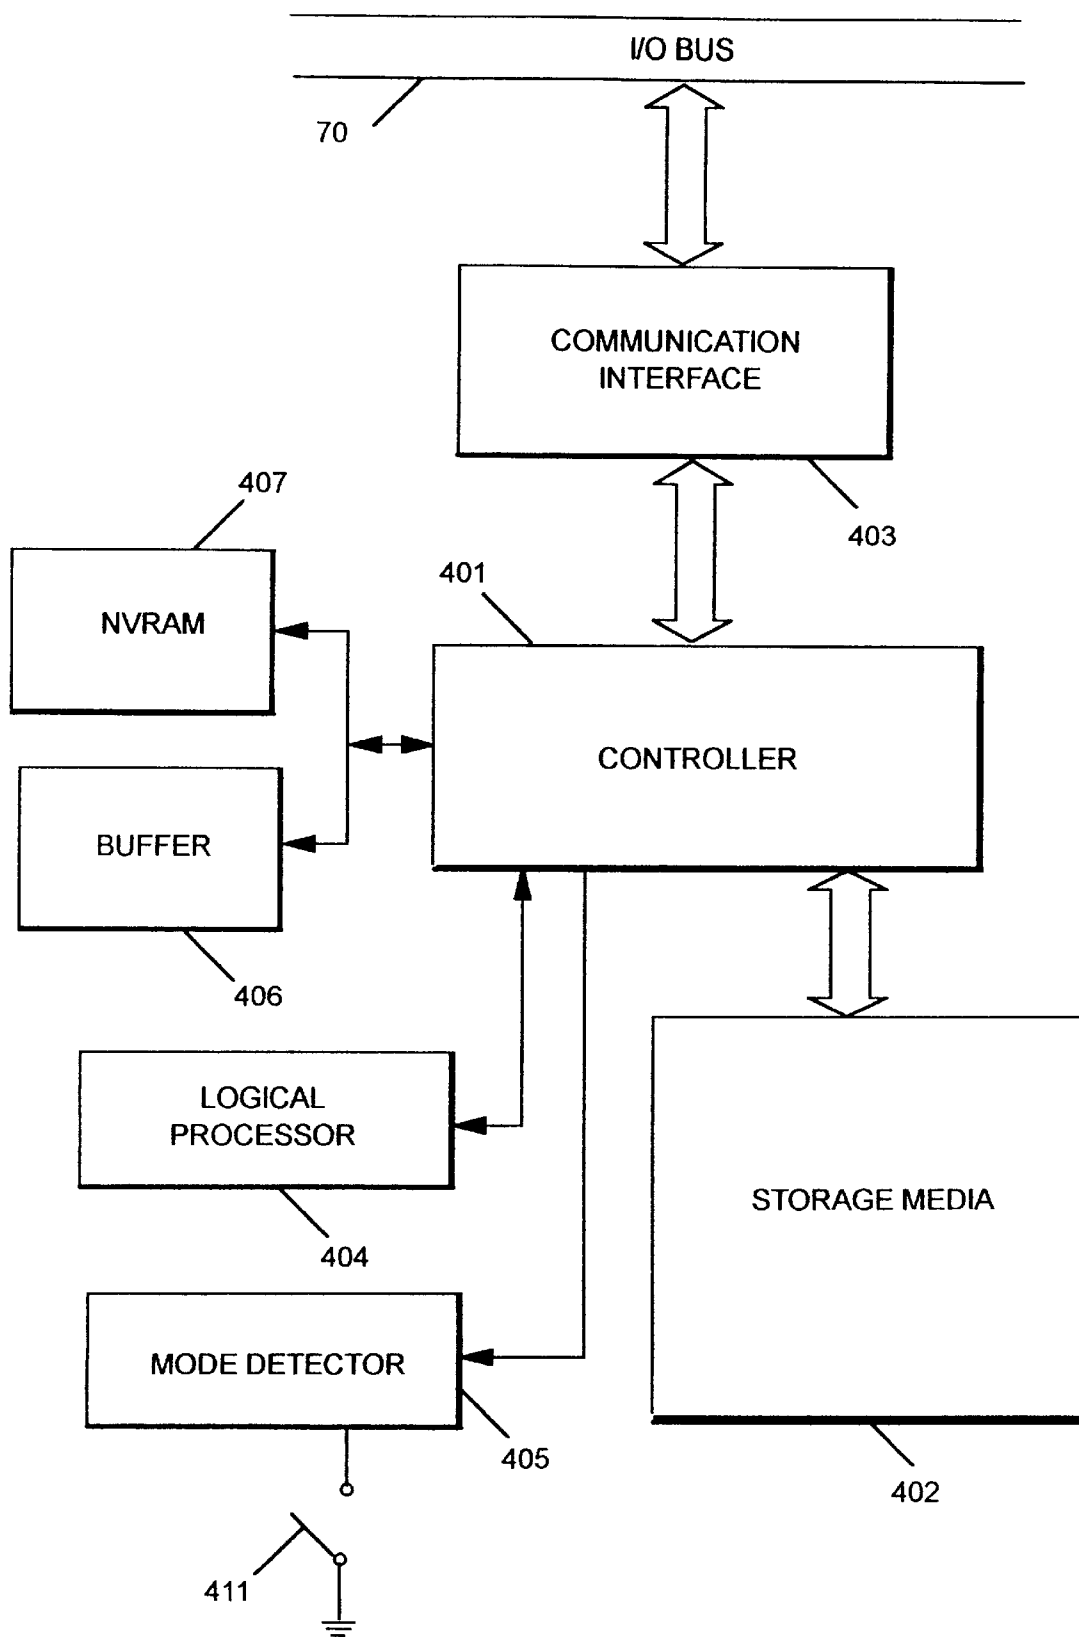 I/O BUS
70
COMMUNICATION
INTERFACE
403
407
NVRAM
401
CONTROLLER
BUFFER
406
LOGICAL
PROCESSOR
404
STORAGE MEDIA
MODE DETECTOR
405
402
411